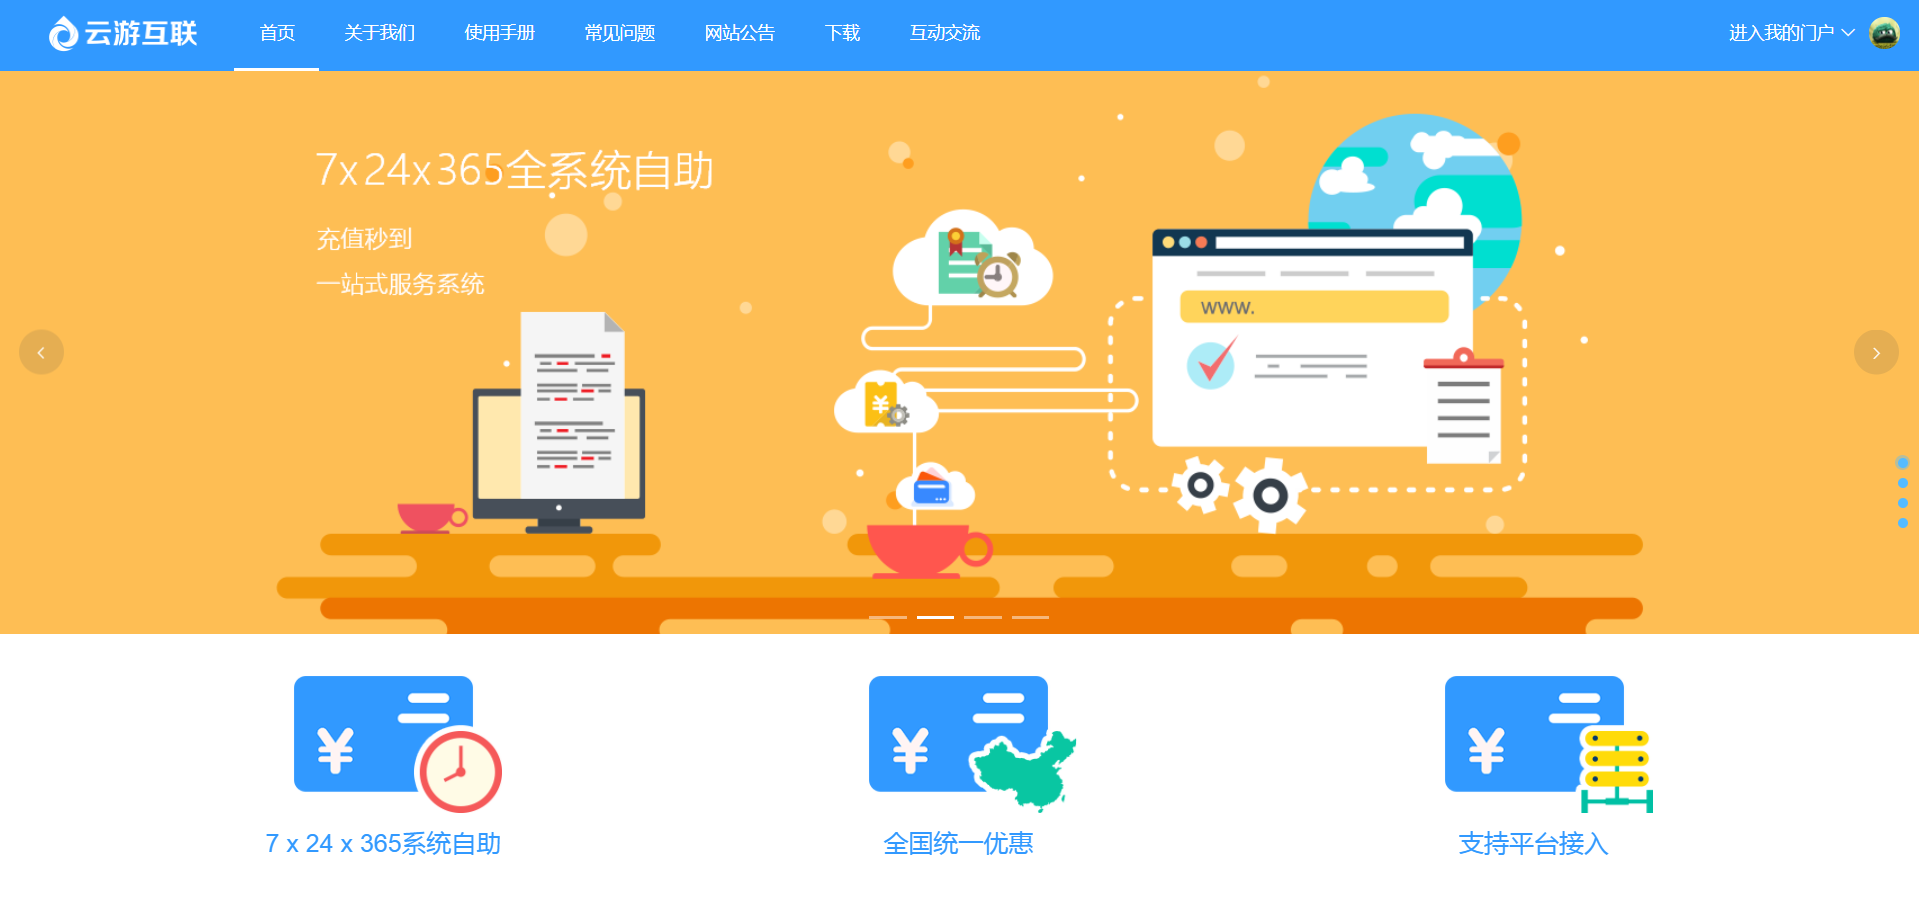 云游互联
首页 关于我们 使用手册 常见问题 网站公告 下载 互动交流
进入我的门户
7x24x365全系统自助
充值秒到
一站式服务系统
www.
¥
¥ ¥ ¥
7 x 24 x 365系统自助
全国统一优惠
支持平台接入